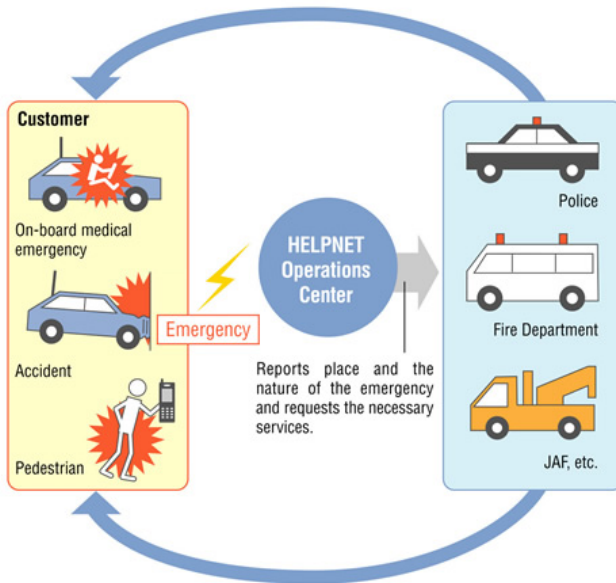 Customer
On-board medical
emergency
Accident
Pedestrian
Emergency
HELPNET
Operations
Center
Reports place and the
nature of the emergency
and requests the necessary
services.
Police
Fire Department
JAF, etc.